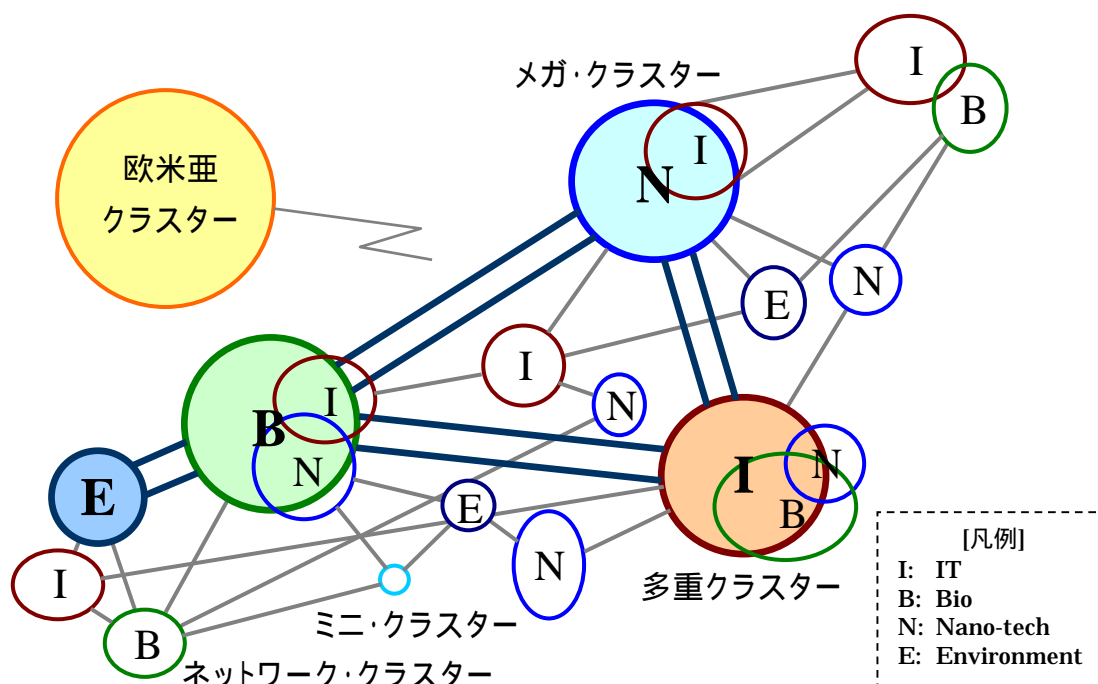 メガ・クラスター
I
B
欧米亜
クラスター
N
I
E
N
I
N
B
I
N
E
E
N
I
N
B
I
B
ミニ・クラスター
多重クラスター
ネットワーク・クラスター
[凡例]
I: IT
B: Bio
N: Nano-tech
E: Environment